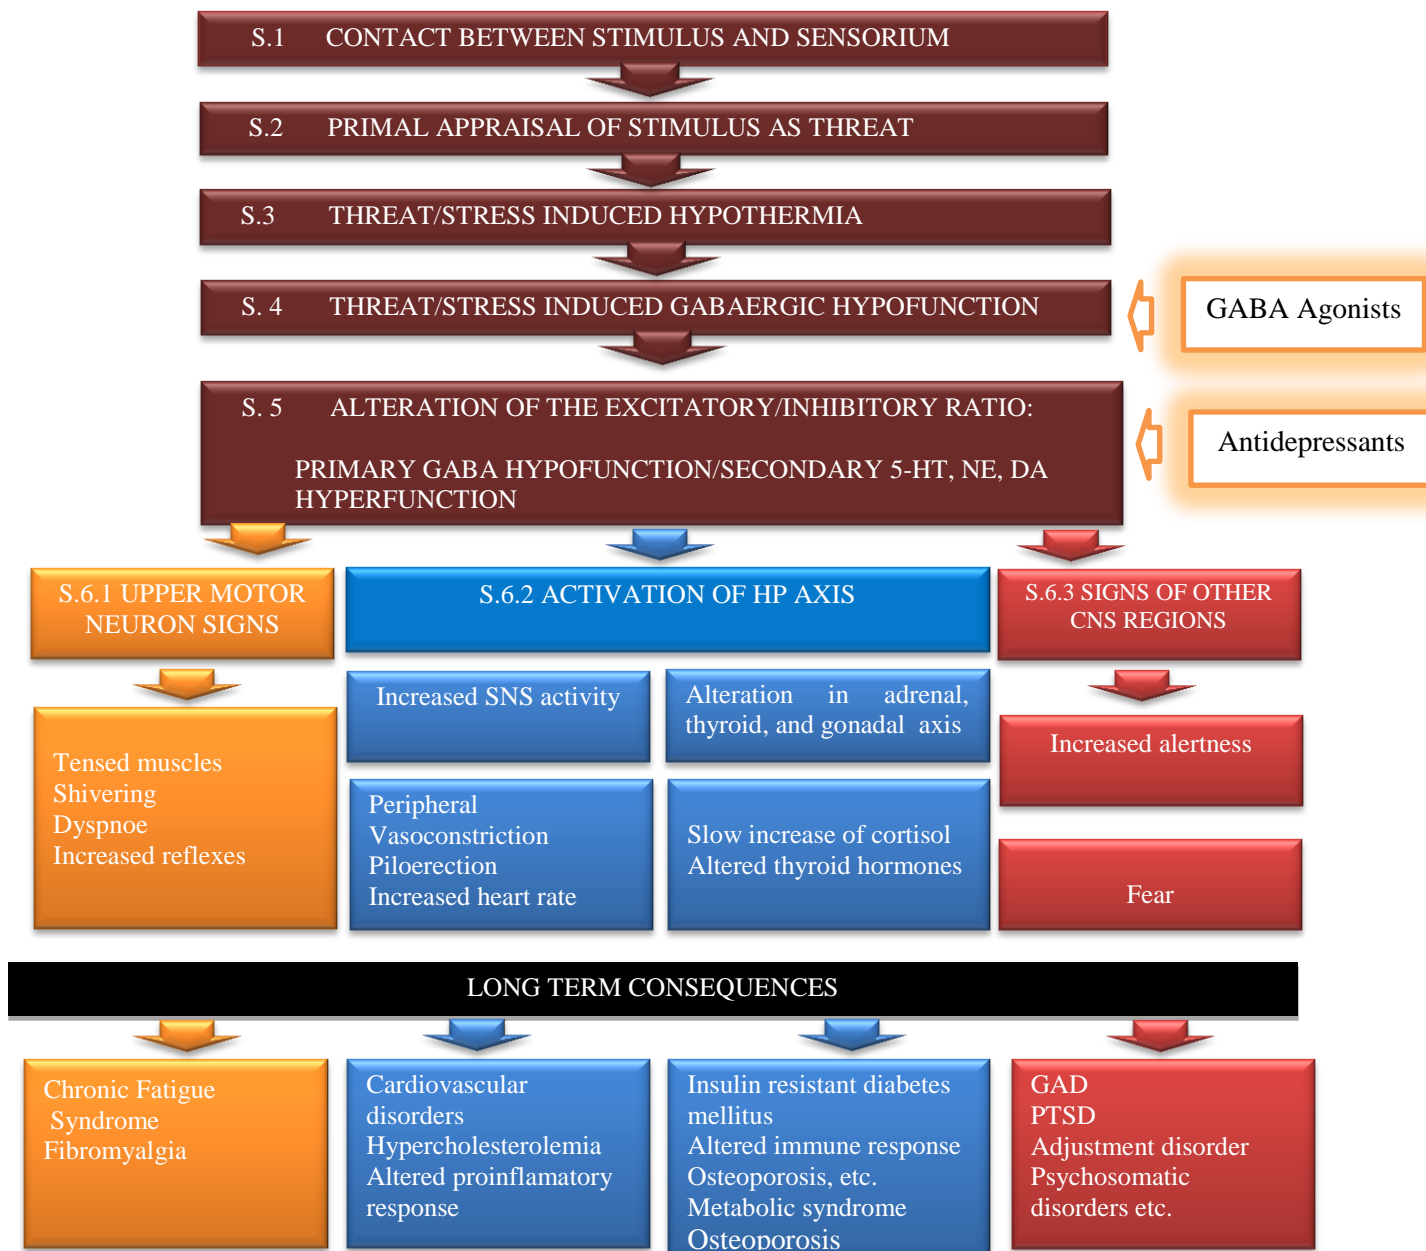 S.1 CONTACT BETWEEN STIMULUS AND SENSORIUM
S.2 PRIMAL APPRAISAL OF STIMULUS AS THREAT
S.3 THREAT/STRESS INDUCED HYPOTHERMIA
S. 4 THREAT/STRESS INDUCED GABAERGIC HYPOFUNCTION
GABA Agonists
S. 5 ALTERATION OF THE EXCITATORY/INHIBITORY RATIO:
PRIMARY GABA HYPOFUNCTION/SECONDARY 5-HT, NE, DA
HYPERFUNCTION
Antidepressants
S.6.1 UPPER MOTOR
NEURON SIGNS
S.6.2 ACTIVATION OF HP AXIS
S.6.3 SIGNS OF OTHER
CNS REGIONS
Tensed muscles
Shivering
Dyspnoe
Increased reflexes
Increased SNS activity
Alteration in adrenal,
thyroid, and gonadal axis
Peripheral
Vasoconstriction
Piloerection
Increased heart rate
Slow increase of cortisol
Altered thyroid hormones
Increased alertness
Fear
LONG TERM CONSEQUENCES
Chronic Fatigue
Syndrome
Fibromyalgia
Cardiovascular
disorders
Hypercholesterolemia
Altered proinflamatory
response
Insulin resistant diabetes
mellitus
Altered immune response
Osteoporosis, etc.
Metabolic syndrome
Osteoporosis
GAD
PTSD
Adjustment disorder
Psychosomatic
disorders etc.